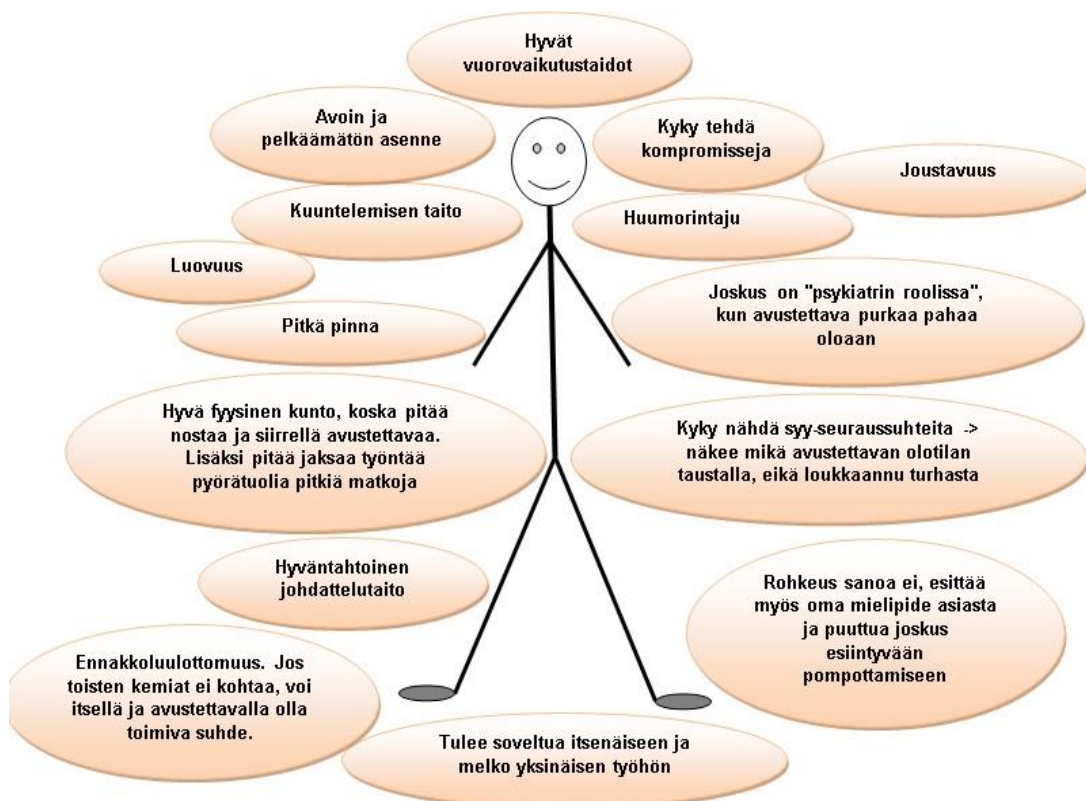 Hyvät
vuorovaikutustaidot
Avoin ja
pelkäämätön asenne
Kyky tehdä
kompromisseja
Joustavuus
Kuuntelemisen taito
Huumorintaju
Luovuus
Joskus on "psykiatrin roolissa",
kun avustettava purkaa pahaa
oloaan
Pitkä pinna
Hyvä fyysinen kunto, koska pitää
nostaa ja siirrellä avustettavaa.
Lisäksi pitää jaksaa työntää
pyörätuolia pitkiä matkoja
Kyky nähdä syy-seuraussuhteita ->
näkee mikä avustettavan olotilan
taustalla, eikä loukkaannu turhasta
Hyväntahtoinen
johdattelutaito
Rohkeus sanoa ei, esittää
myös oma mielipide asiasta
ja puuttua joskus
esiintyvään
pompottamiseen
Ennakkoluulottomuus. Jos
toisten kemiat ei kohtaa, voi
itsellä ja avustettavalla olla
toimiva suhde.
Tulee soveltua itsenäiseen ja
melko yksinäisen työhön